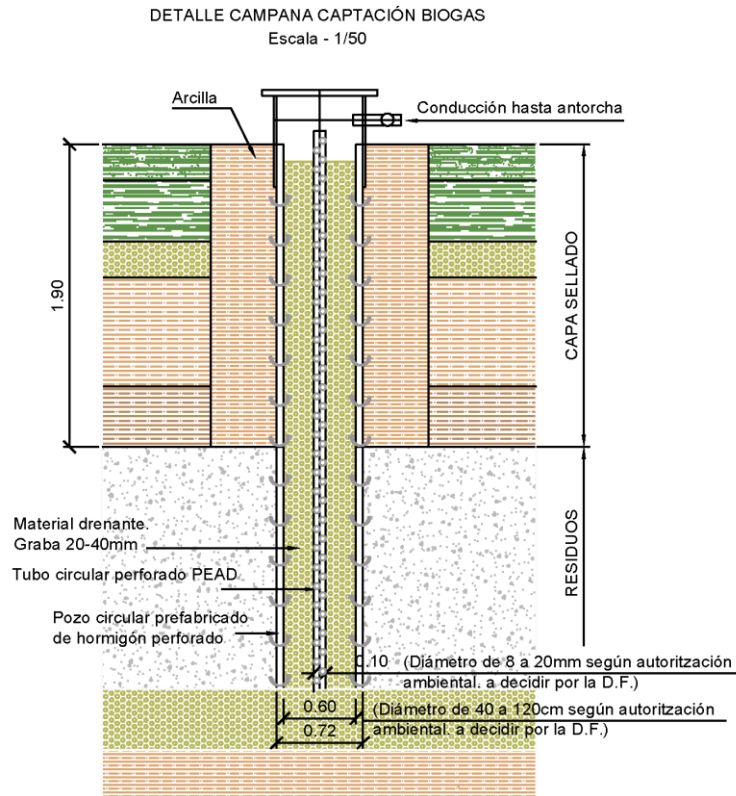 DETALLE CAMPANA CAPTACIÓN BIOGAS
Escala - 1/50
Arcilla
Conducción hasta antorcha
1.90
CAPA SELLADO
RESIDUOS
Material drenante.
Graba 20-40mm
Tubo circular perforado PEAD
Pozo circular prefabricado
de hormigón perforado
0.10 (Diámetro de 8 a 20mm según autoritzación
ambiental. a decidir por la D.F.)
0.60 (Diámetro de 40 a 120cm según autoritzación
0.72 ambiental. a decidir por la D.F.)